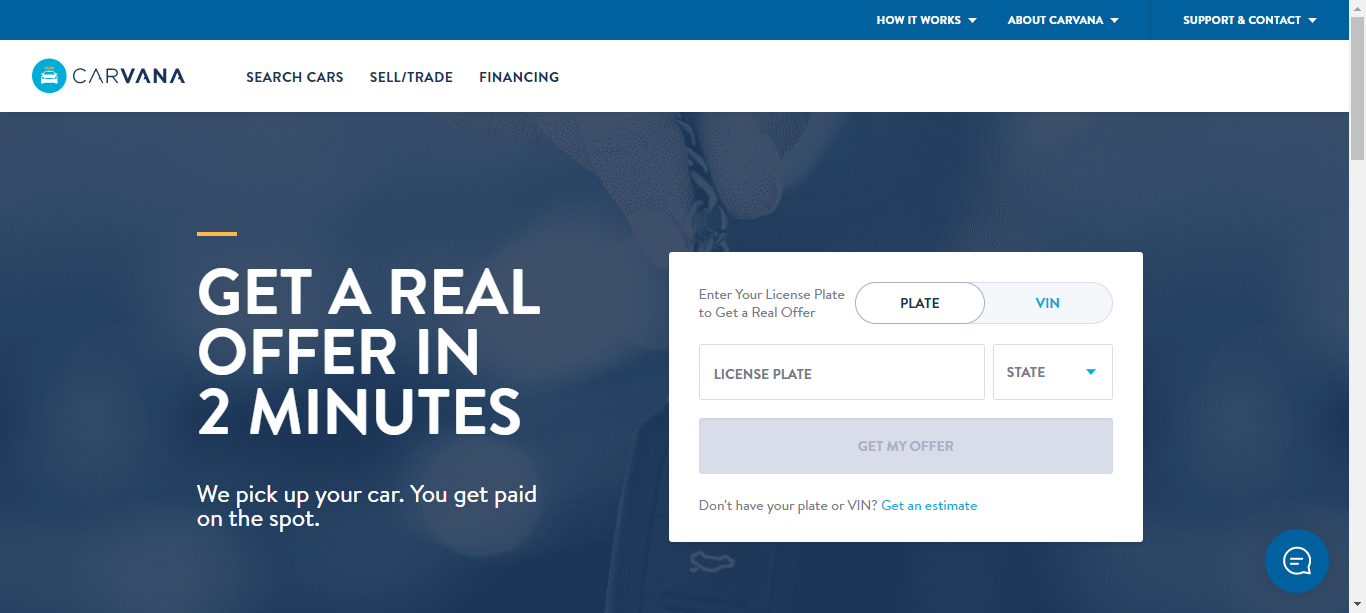 HOW IT WORKS
ABOUT CARVANA
SUPPORT & CONTACT
CARVANA
SEARCH CARS
SELL/TRADE
FINANCING
GET A REAL
OFFER IN
2 MINUTES
We pick up your car. You get paid
on the spot.
Enter Your License Plate
to Get a Real Offer
PLATE
VIN
LICENSE PLATE
STATE
GET MY OFFER
Don't have your plate or VIN? Get an estimate